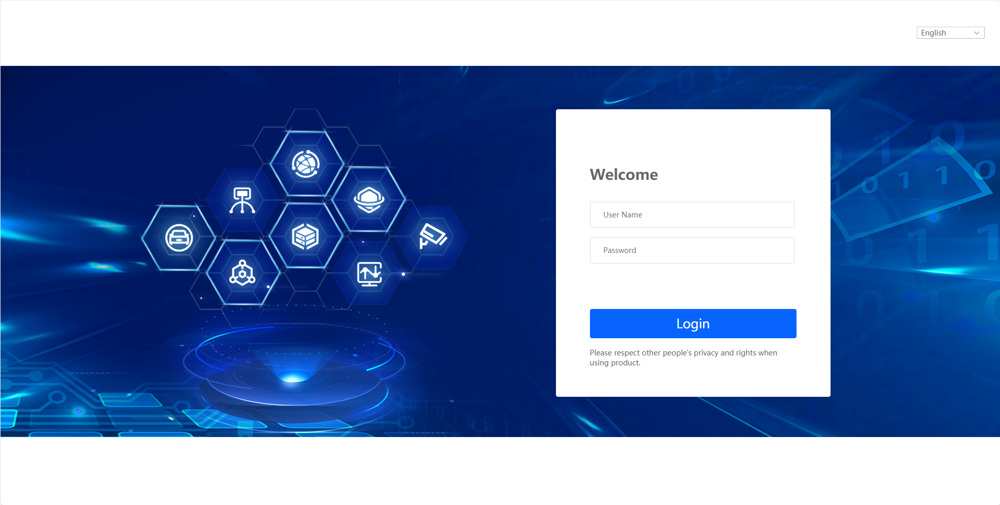 English
Welcome
User Name
Password
Login
Please respect other people's privacy and rights when
using product.